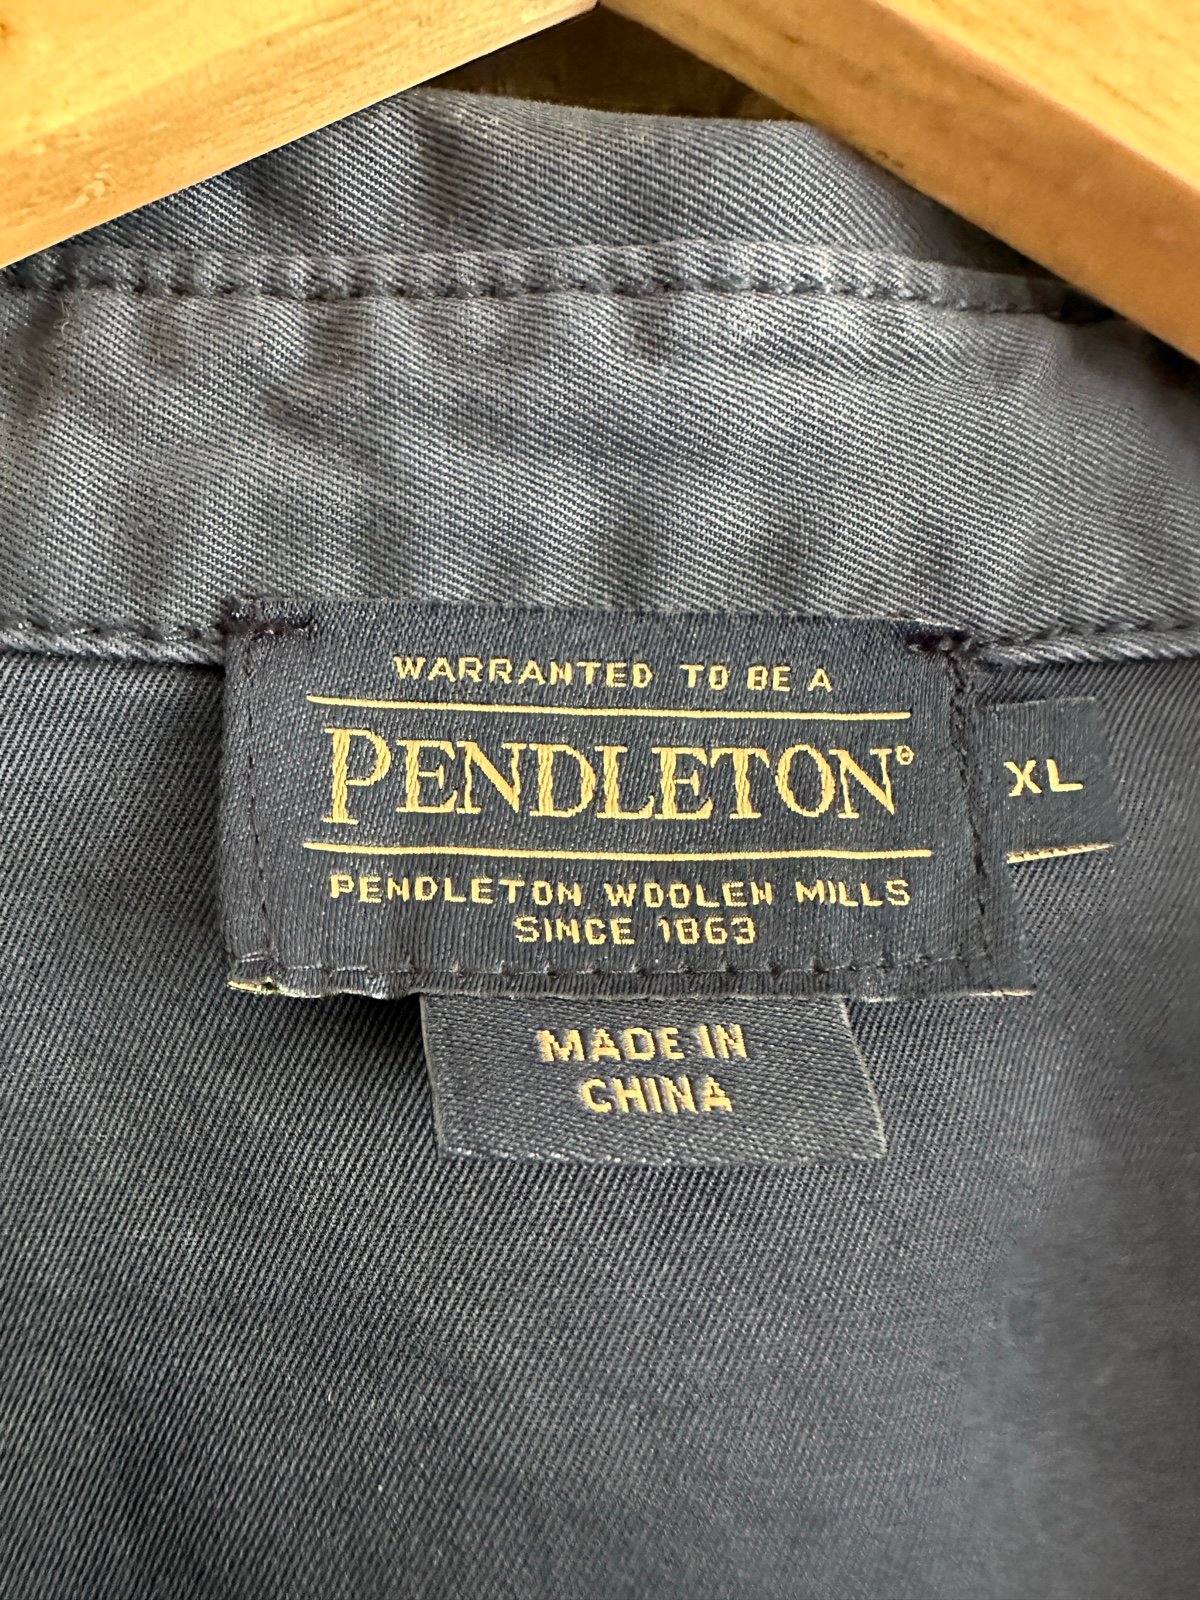 WARRANTED TO BE A
PENDLETON®
PENDLETON WOOLEN MILLS
SINCE 1863
XL
MADE IN
CHINA